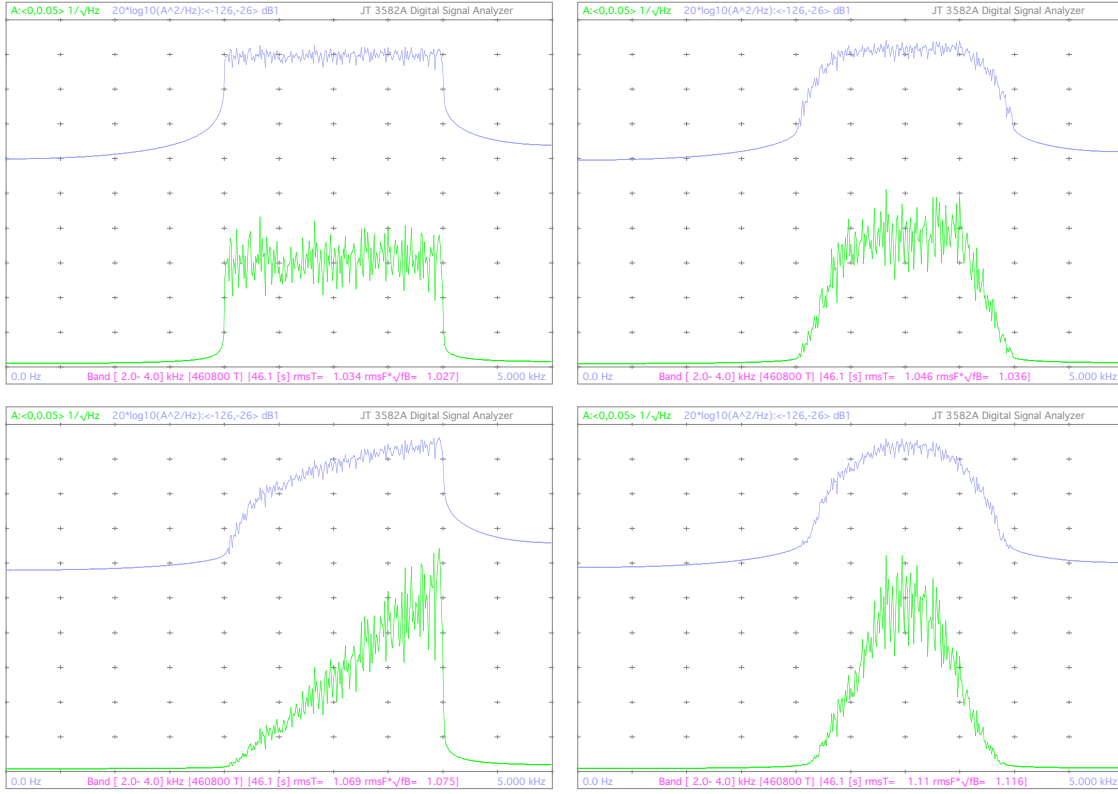 A:<0,0.05> 1/√Hz 20*log10(A^2/Hz):<-126,-26> dB1 JT 3582A Digital Signal Analyzer
0.0 Hz Band [ 2.0- 4.0] kHz {460800 T} {46.1 [s] rmsT= 1.034 rmsF*√fB= 1.027} 5.000 kHz
A:<0,0.05> 1/√Hz 20*log10(A^2/Hz):<-126,-26> dB1 JT 3582A Digital Signal Analyzer
0.0 Hz Band [ 2.0- 4.0] kHz {460800 T} {46.1 [s] rmsT= 1.046 rmsF*√fB= 1.036} 5.000 kHz
A:<0,0.05> 1/√Hz 20*log10(A^2/Hz):<-126,-26> dB1 JT 3582A Digital Signal Analyzer
0.0 Hz Band [ 2.0- 4.0] kHz {460800 T} {46.1 [s] rmsT= 1.069 rmsF*√fB= 1.075} 5.000 kHz
A:<0,0.05> 1/√Hz 20*log10(A^2/Hz):<-126,-26> dB1 JT 3582A Digital Signal Analyzer
0.0 Hz Band [ 2.0- 4.0] kHz {460800 T} {46.1 [s] rmsT= 1.11 rmsF*√fB= 1.116} 5.000 kHz